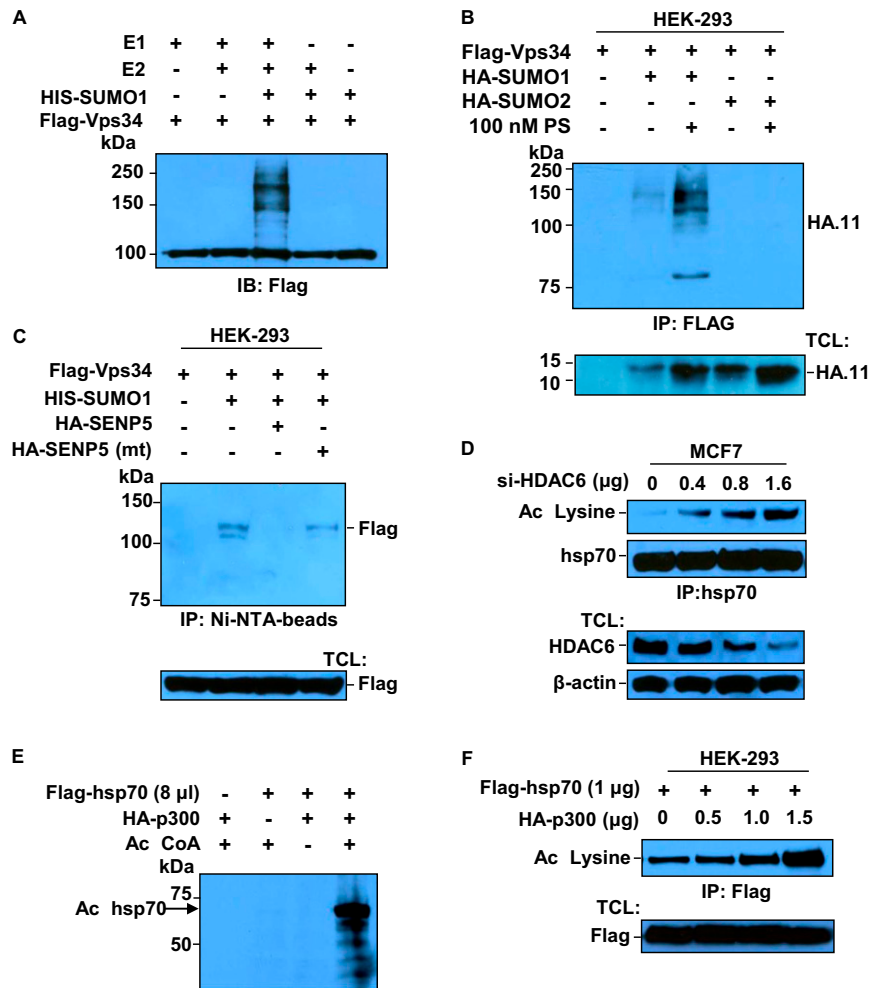 A
E1 + + + - -
E2 - + + + -
HIS-SUMO1 - - + + +
Flag-Vps34 + + + + +
kDa
250
150
100
IB: Flag
B
HEK-293
Flag-Vps34 + + + + +
HA-SUMO1 - + + - -
HA-SUMO2 - - - + +
100 nM PS - - + - +
kDa
250
150
100
75
HA.11
IP: FLAG
TCL:
15
10
HA.11
C
HEK-293
Flag-Vps34 + + + +
HIS-SUMO1 - + + +
HA-SENP5 - - + -
HA-SENP5 (mt) - - - +
kDa
150
100
75
Flag
IP: Ni-NTA-beads
TCL:
Flag
D
MCF7
si-HDAC6 (µg) 0 0.4 0.8 1.6
Ac Lysine
hsp70
IP:hsp70
TCL:
HDAC6
β-actin
E
Flag-hsp70 (8 µl) - + + +
HA-p300 + - + +
Ac CoA + + - +
kDa
75
Ac hsp70
50
F
HEK-293
Flag-hsp70 (1 µg) + + + +
HA-p300 (µg) 0 0.5 1.0 1.5
Ac Lysine
IP: Flag
TCL:
Flag